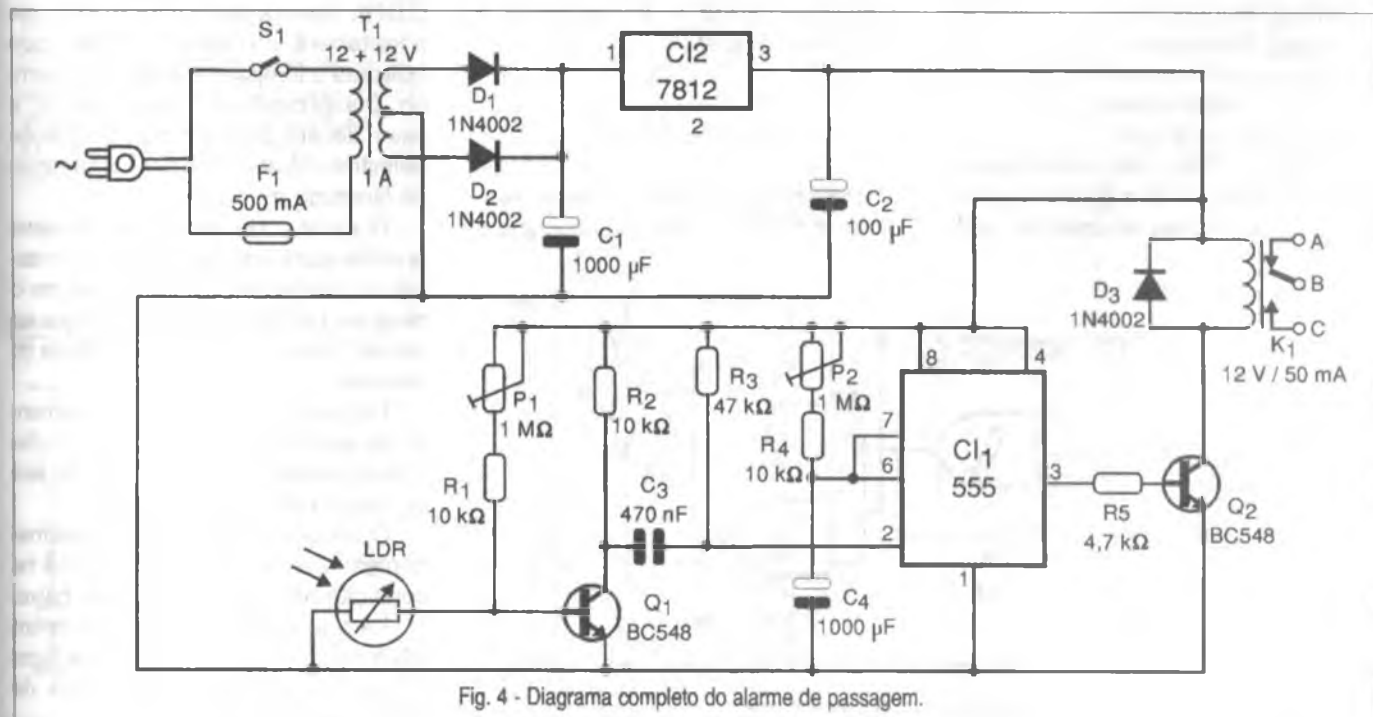 S1
T1
12 + 12 V
D1
1N4002
1
CI2
7812
3
2
~
F1
500 mA
1 A
D2
1N4002
C1
1000 µF
C2
100 µF
D3
1N4002
A
B
C
K1
12 V / 50 mA
P1
1 MΩ
R2
10 kΩ
R3
47 kΩ
P2
1 MΩ
8
4
R1
10 kΩ
C3
470 nF
R4
10 kΩ
7
6
CI1
555
3
R5
4,7 kΩ
Q2
BC548
2
1
LDR
Q1
BC548
C4
1000 µF
Fig. 4 - Diagrama completo do alarme de passagem.